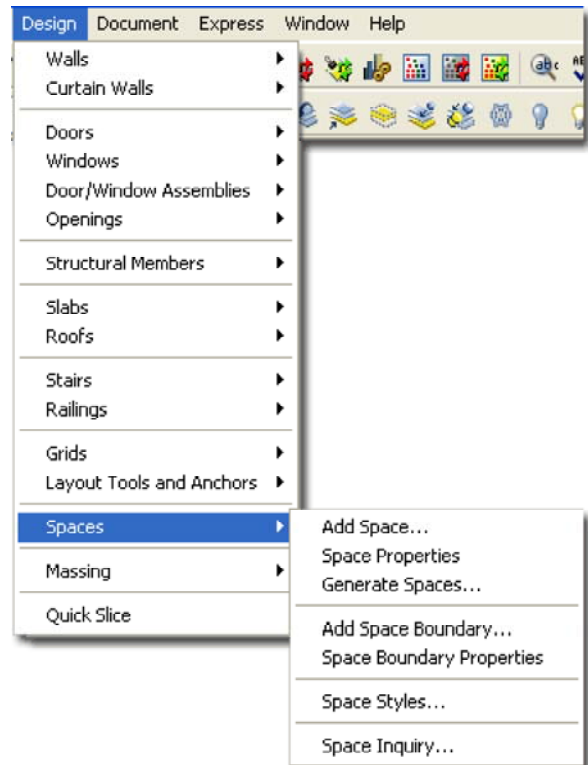 Design Document Express Window Help
Walls
Curtain Walls
Doors
Windows
Door/Window Assemblies
Openings
Structural Members
Slabs
Roofs
Stairs
Railings
Grids
Layout Tools and Anchors
Spaces
Massing
Quick Slice
Add Space...
Space Properties
Generate Spaces...
Add Space Boundary...
Space Boundary Properties
Space Styles...
Space Inquiry...